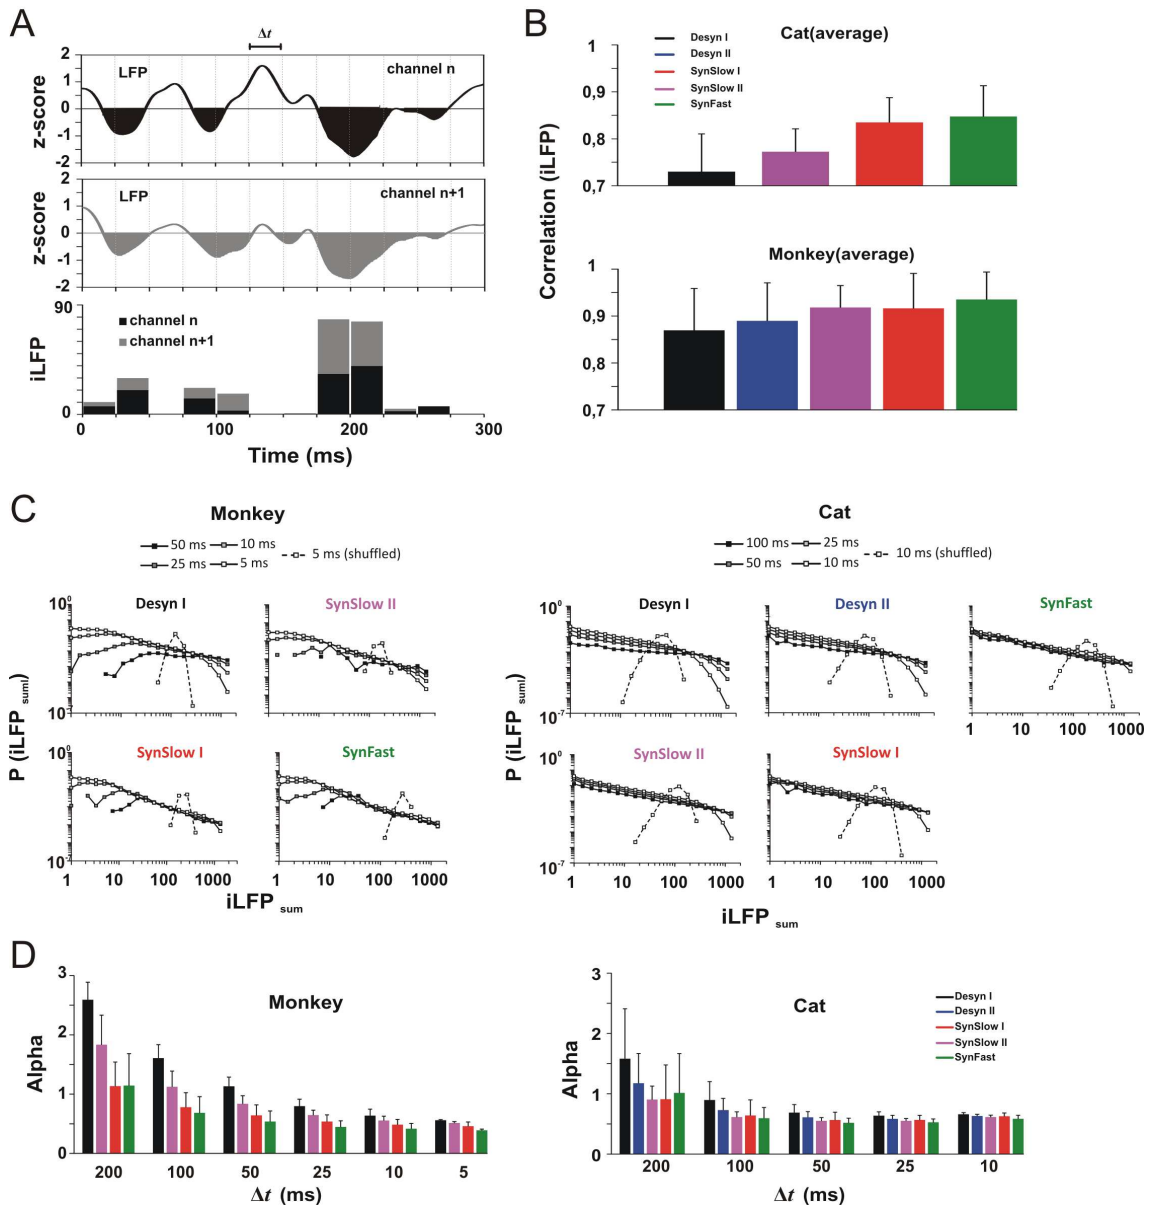 A
Δt
2
1
0
-1
-2
z-score
LFP
channel n
2
1
0
-1
-2
z-score
LFP
channel n+1
90
0
iLFP
channel n
channel n+1
0
100
200
300
Time (ms)
B
Correlation (iLFP)
Cat(average)
Desyn I
Desyn II
SynSlow I
SynSlow II
SynFast
1
0,9
0,8
0,7
Monkey(average)
1
0,9
0,8
0,7
C
Monkey
50 ms
10 ms
5 ms (shuffled)
25 ms
5 ms
P (iLFP sum)
Desyn I
SynSlow II
10⁰
SynSlow I
SynFast
10⁰
1 10 100 1000
1 10 100 1000
iLFP sum
Cat
100 ms
25 ms
10 ms (shuffled)
50 ms
10 ms
P (iLFP sum)
Desyn I
Desyn II
SynFast
10⁰
10⁻⁷
1 10 100 1000
SynSlow II
SynSlow I
10⁰
10⁻⁷
1 10 100 1000
1 10 100 1000
iLFP sum
D
Monkey
Alpha
3
2
1
0
200 100 50 25 10 5
Δt (ms)
Cat
Alpha
3
2
1
0
Desyn I
Desyn II
SynSlow I
SynSlow II
SynFast
200 100 50 25 10
Δt (ms)